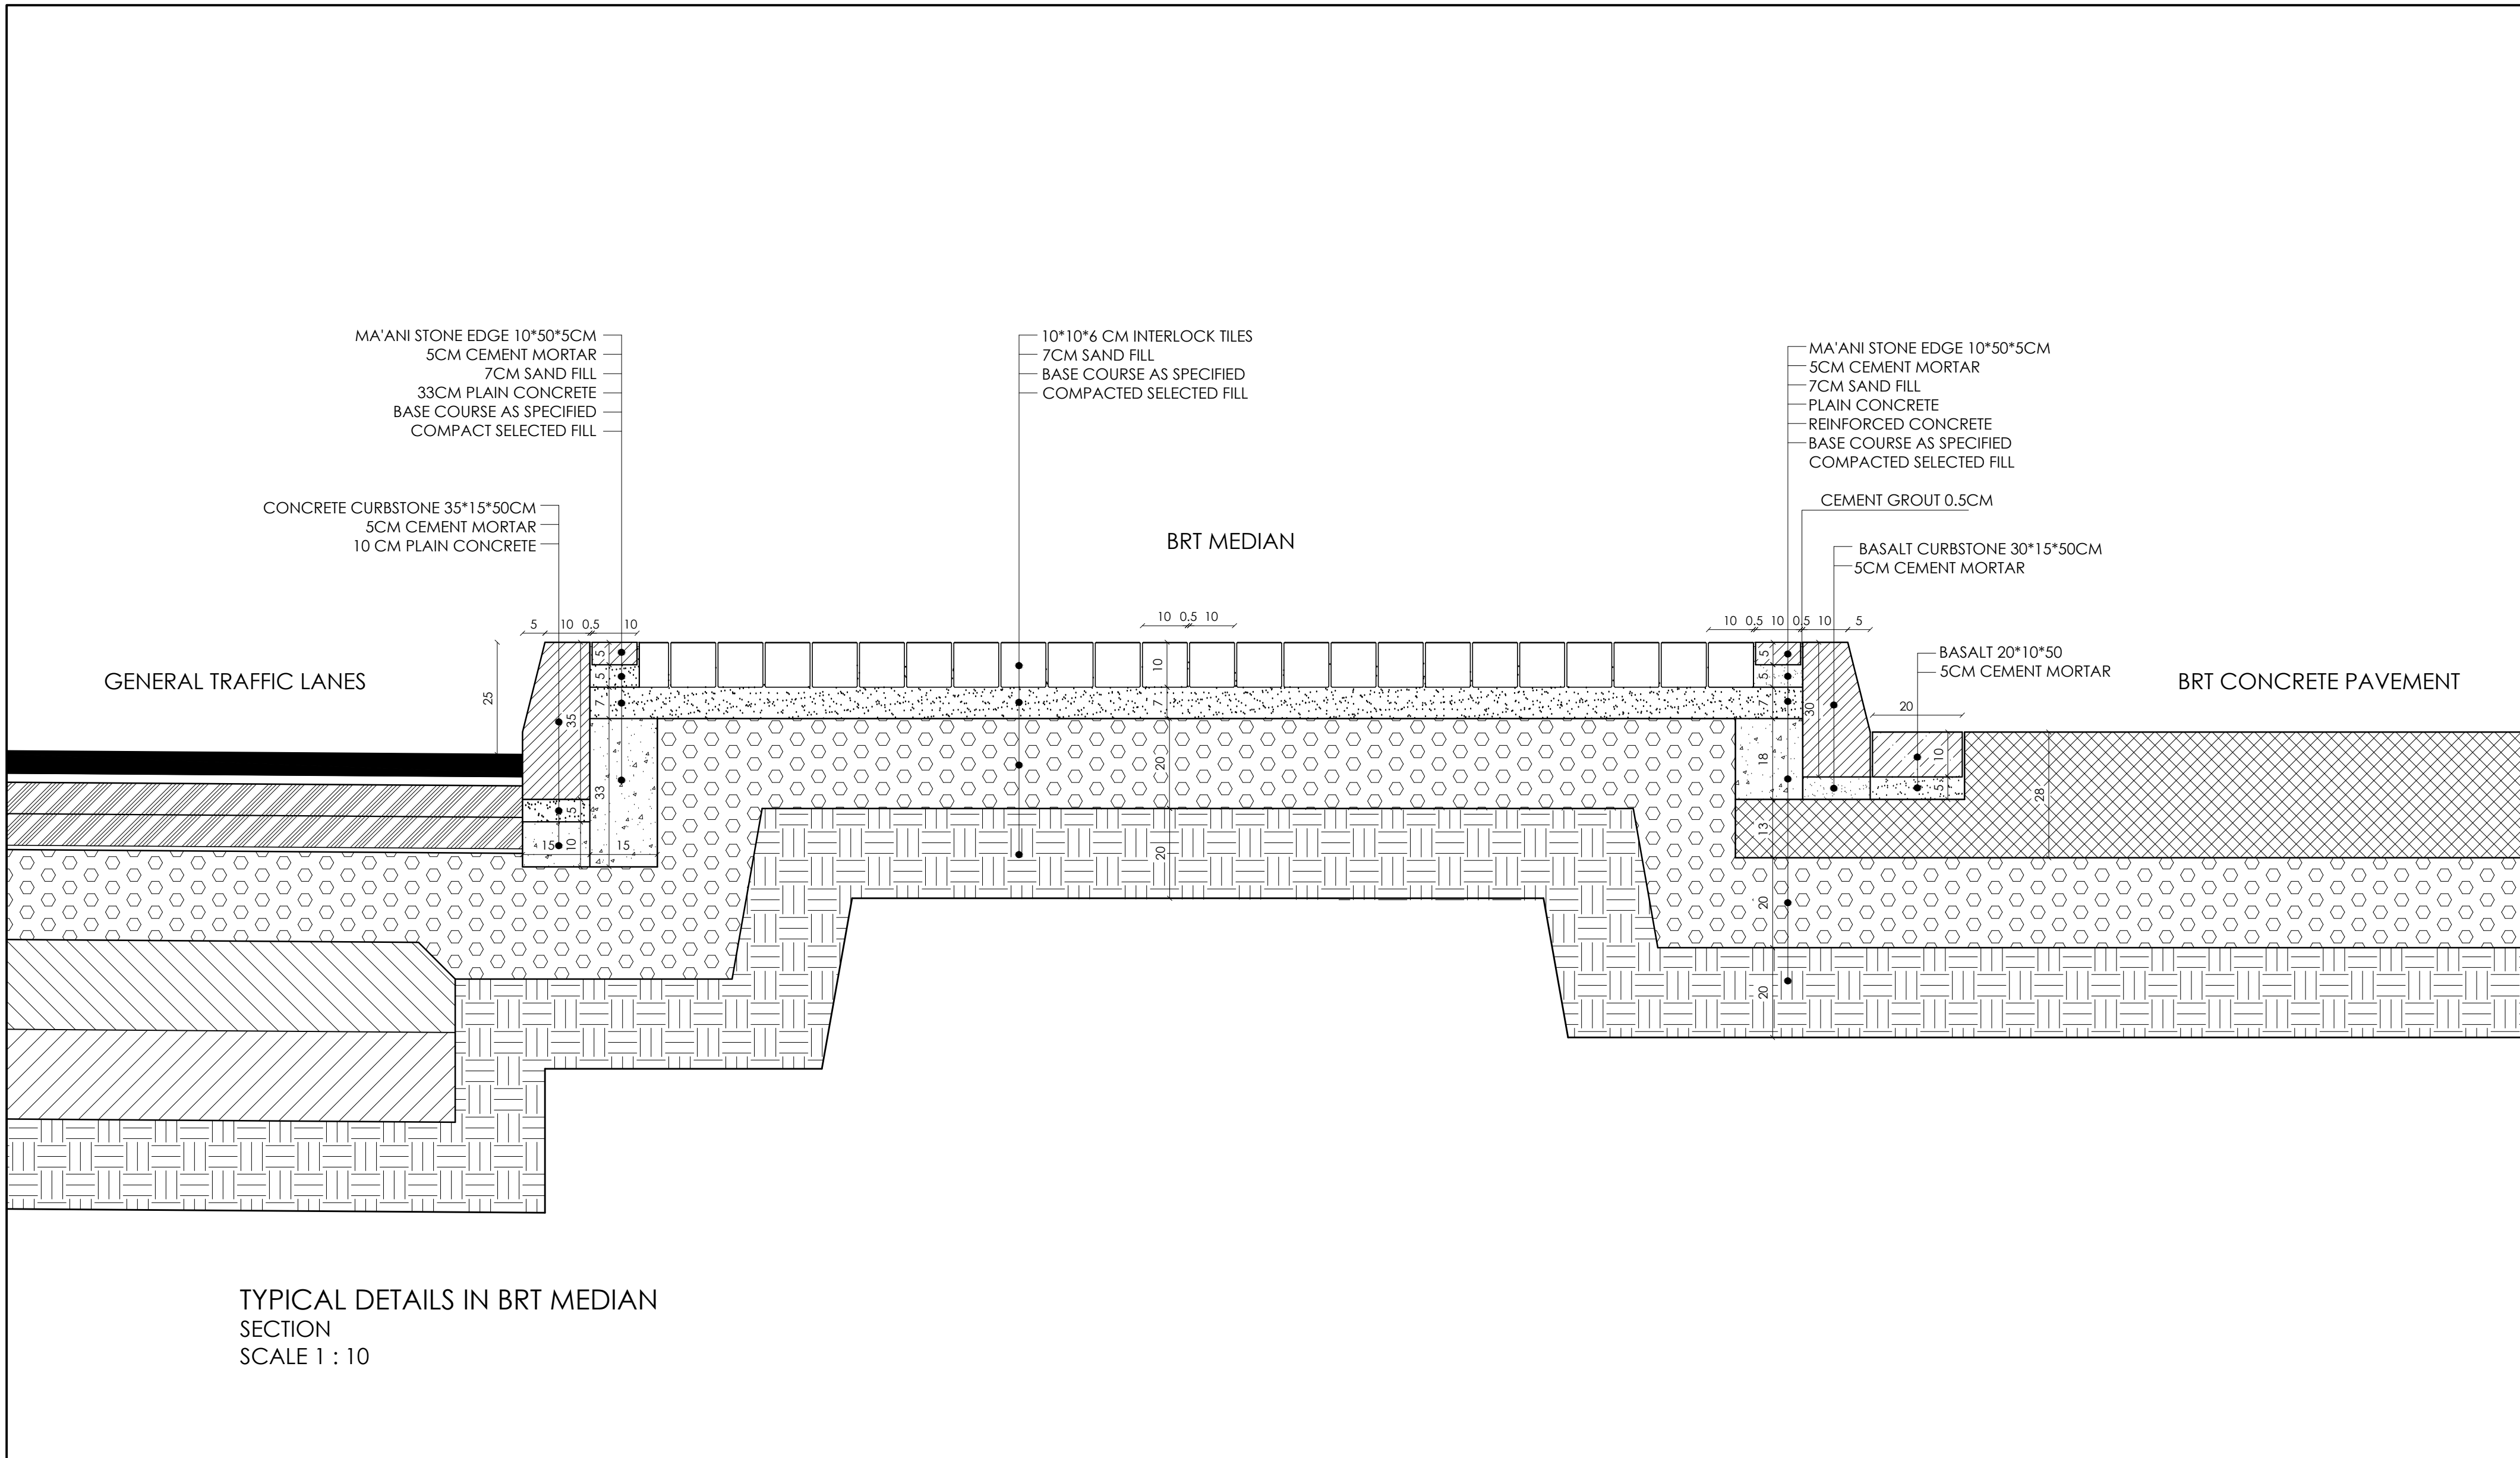 MA'ANI STONE EDGE 10*50*5CM
5CM CEMENT MORTAR
7CM SAND FILL
33CM PLAIN CONCRETE
BASE COURSE AS SPECIFIED
COMPACT SELECTED FILL
CONCRETE CURBSTONE 35*15*50CM
5CM CEMENT MORTAR
10 CM PLAIN CONCRETE
10*10*6 CM INTERLOCK TILES
7CM SAND FILL
BASE COURSE AS SPECIFIED
COMPACTED SELECTED FILL
BRT MEDIAN
MA'ANI STONE EDGE 10*50*5CM
5CM CEMENT MORTAR
7CM SAND FILL
PLAIN CONCRETE
REINFORCED CONCRETE
BASE COURSE AS SPECIFIED
COMPACTED SELECTED FILL
CEMENT GROUT 0.5CM
BASALT CURBSTONE 30*15*50CM
5CM CEMENT MORTAR
BASALT 20*10*50
5CM CEMENT MORTAR
GENERAL TRAFFIC LANES
BRT CONCRETE PAVEMENT
5 10 0.5 10
10 0.5 10
10 0.5 10 0.5 10 5
25
35
5
10
15
5
5
7
33
15
10
7
20
20
5
5
7
18
13
20
20
30
20
10
5
28
TYPICAL DETAILS IN BRT MEDIAN
SECTION
SCALE 1 : 10